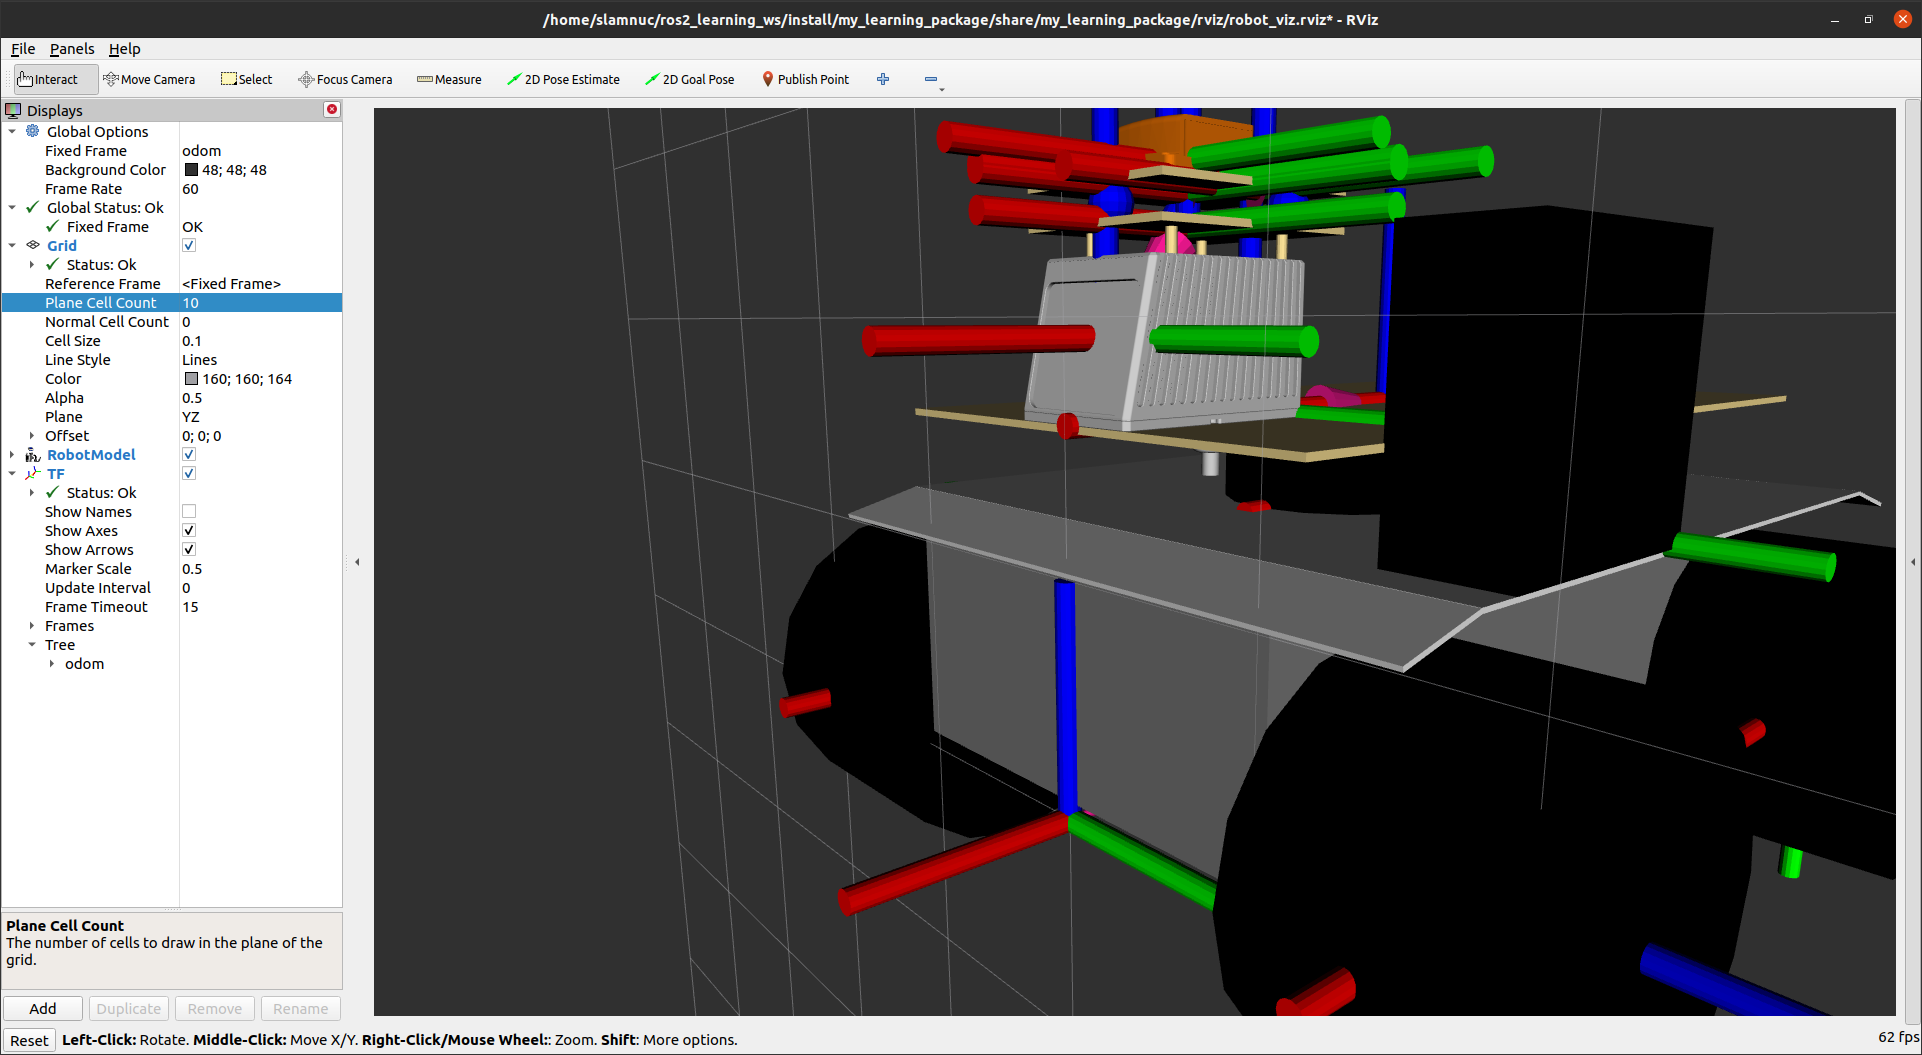 /home/slamnuc/ros2_learning_ws/install/my_learning_package/share/my_learning_package/rviz/robot_viz.rviz* - RViz
File Panels Help
Interact Move Camera Select Focus Camera Measure 2D Pose Estimate 2D Goal Pose Publish Point
Displays
Global Options
Fixed Frame odom
Background Color 48; 48; 48
Frame Rate 60
Global Status: Ok
Fixed Frame OK
Grid
Status: Ok
Reference Frame <Fixed Frame>
Plane Cell Count 10
Normal Cell Count 0
Cell Size 0.1
Line Style Lines
Color 160; 160; 164
Alpha 0.5
Plane YZ
Offset 0; 0; 0
RobotModel
TF
Status: Ok
Show Names
Show Axes
Show Arrows
Marker Scale 0.5
Update Interval 0
Frame Timeout 15
Frames
Tree
odom
Plane Cell Count
The number of cells to draw in the plane of the
grid.
Add Duplicate Remove Rename
Reset Left-Click: Rotate. Middle-Click: Move X/Y. Right-Click/Mouse Wheel:: Zoom. Shift: More options. 62 fps